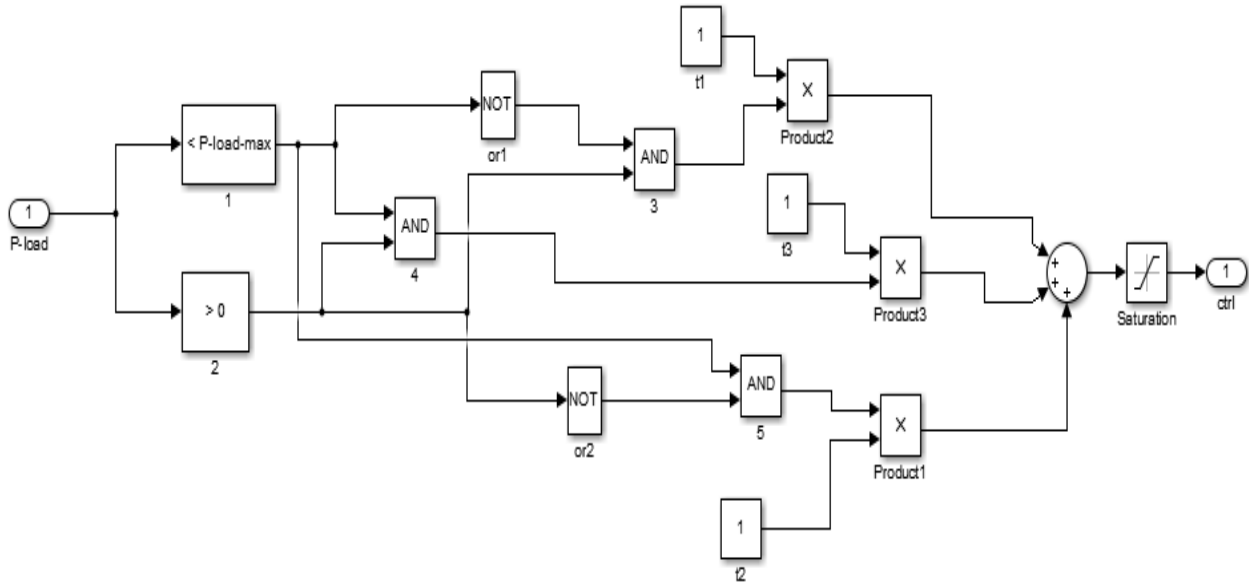 1
t1
X
Product2
NOT
or1
< P-load-max
1
AND
3
1
P-load
1
t3
AND
4
X
Product3
+
+
+
Saturation
1
ctrl
> 0
2
NOT
or2
AND
5
X
Product1
1
t2